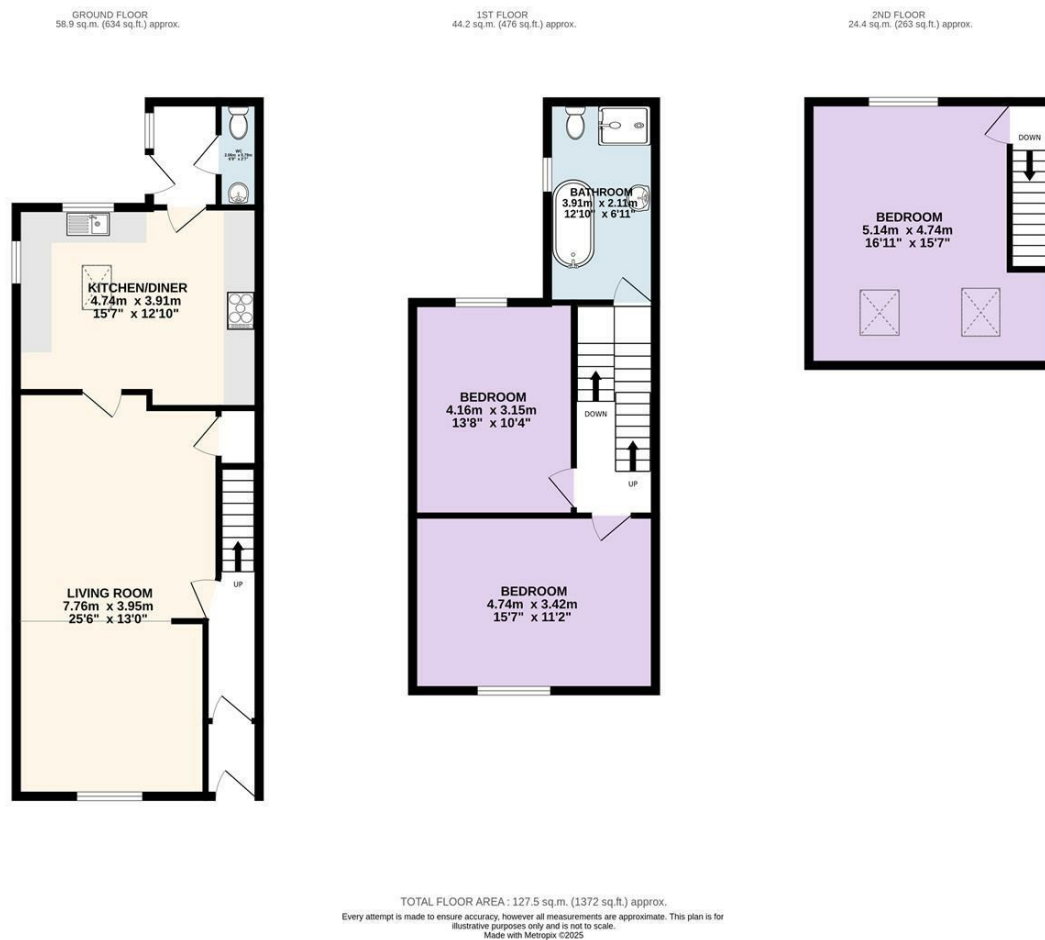 GROUND FLOOR
58.9 sq.m. (634 sq.ft.) approx.
1ST FLOOR
44.2 sq.m. (476 sq.ft.) approx.
2ND FLOOR
24.4 sq.m. (263 sq.ft.) approx.
WC
KITCHEN/DINER
4.74m x 3.91m
15'7" x 12'10"
LIVING ROOM
7.76m x 3.95m
25'6" x 13'0"
UP
BATHROOM
3.91m x 2.11m
12'10" x 6'11"
BEDROOM
4.16m x 3.15m
13'8" x 10'4"
DOWN
UP
BEDROOM
4.74m x 3.42m
15'7" x 11'2"
DOWN
BEDROOM
5.14m x 4.74m
16'11" x 15'7"
TOTAL FLOOR AREA : 127.5 sq.m. (1372 sq.ft.) approx.
Every attempt is made to ensure accuracy, however all measurements are approximate. This plan is for
illustrative purposes only and is not to scale.
Made with Metropix ©2025